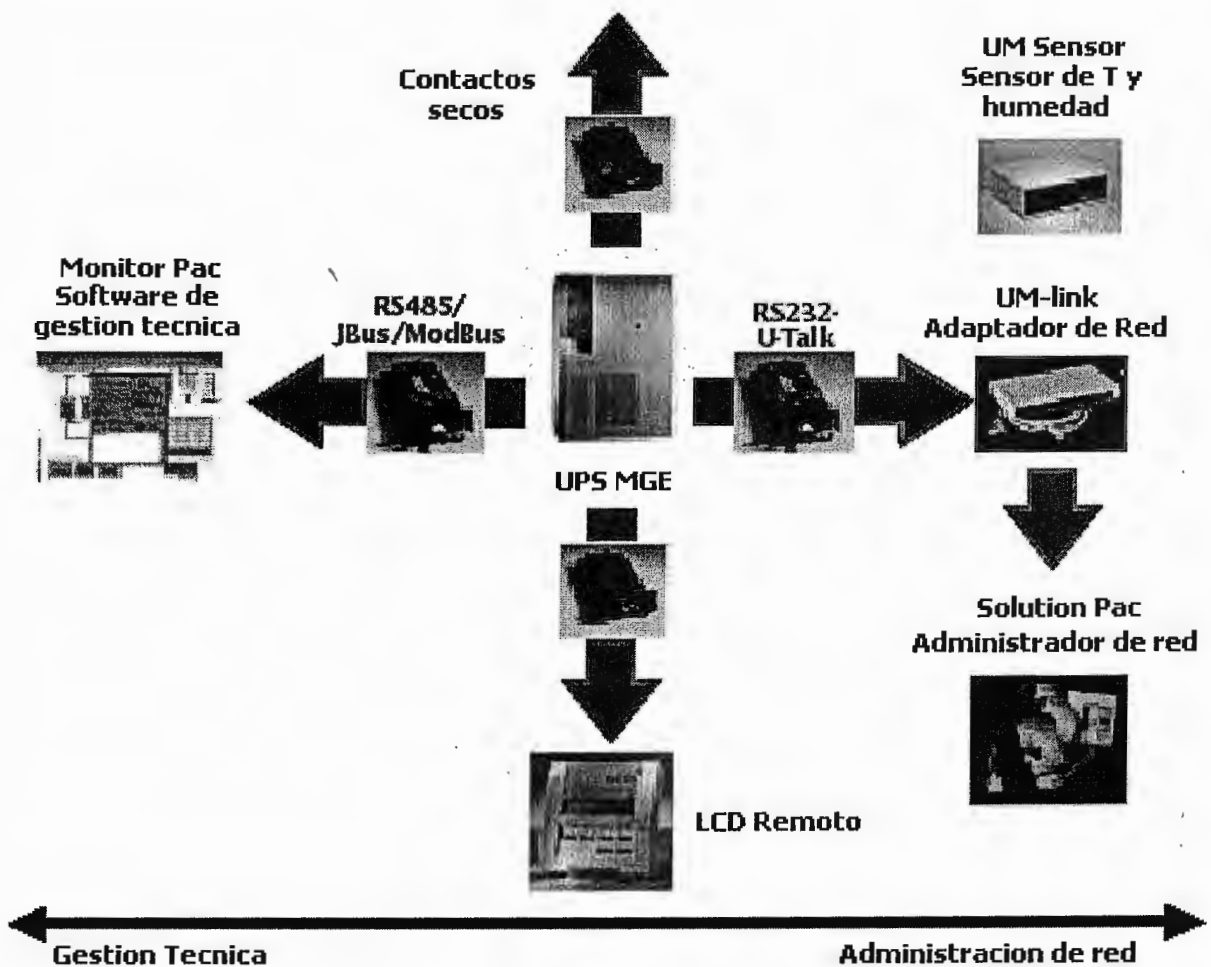 Contactos
secos
UM Sensor
Sensor de T y
humedad
Monitor Pac
Software de
gestion tecnica
RS485/
JBus/ModBus
RS232-
U-Talk
UM-link
Adaptador de Red
UPS MGE
Solution Pac
Administrador de red
LCD Remoto
Gestion Tecnica
Administracion de red